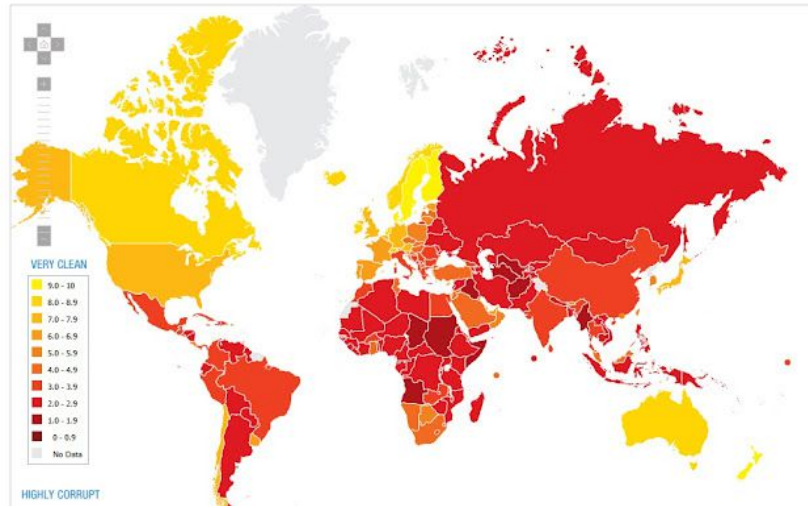 VERY CLEAN
9.0 - 10
8.0 - 8.9
7.0 - 7.9
6.0 - 6.9
5.0 - 5.9
4.0 - 4.9
3.0 - 3.9
2.0 - 2.9
1.0 - 1.9
0 - 0.9
No Data
HIGHLY CORRUPT